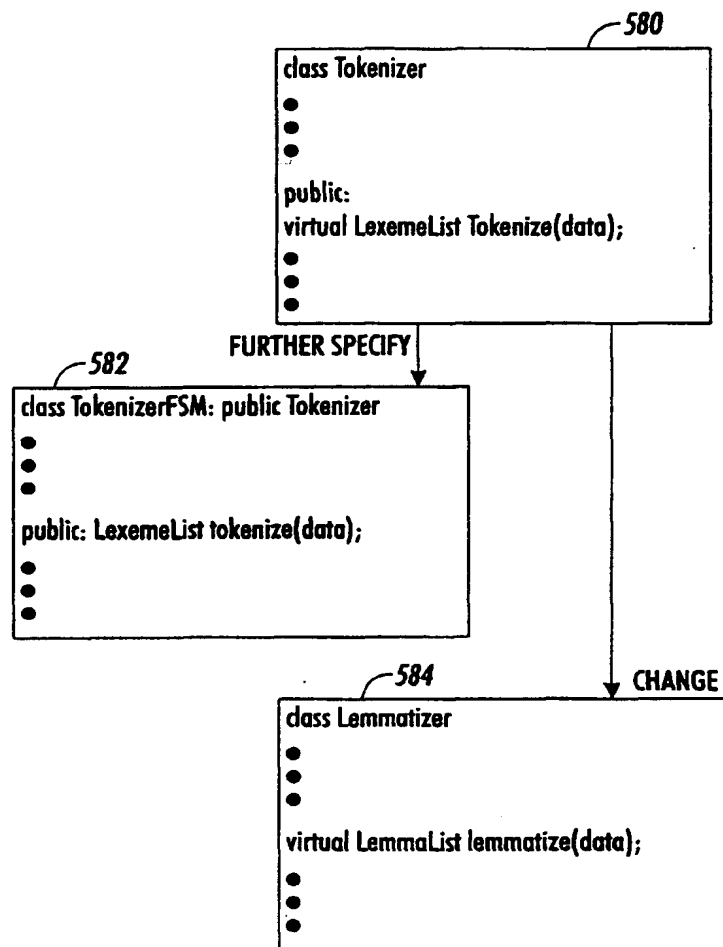 580
class Tokenizer
public:
virtual LexemeList Tokenize(data);
FURTHER SPECIFY
582
class TokenizerFSM: public Tokenizer
public: LexemeList tokenize(data);
584
CHANGE
class Lemmatizer
virtual LemmaList lemmatize(data);